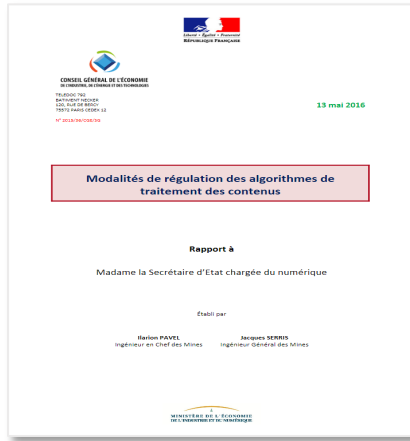 Liberté • Égalité • Fraternité
RÉPUBLIQUE FRANÇAISE
CONSEIL GÉNÉRAL DE L'ÉCONOMIE
DE L'INDUSTRIE, DE L'ÉNERGIE ET DES TECHNOLOGIES
TELEDOC 792
BATIMENT NECKER
120, RUE DE BERCY
75572 PARIS CEDEX 12
13 mai 2016
Modalités de régulation des algorithmes de
traitement des contenus
Rapport à
Madame la Secrétaire d'Etat chargée du numérique
Établi par
Ilarion PAVEL
Jacques SERRIS
Ingénieur en Chef des Mines
Ingénieur Général des Mines
MINISTÈRE DE L'ÉCONOMIE
DE L'INDUSTRIE ET DU NUMÉRIQUE